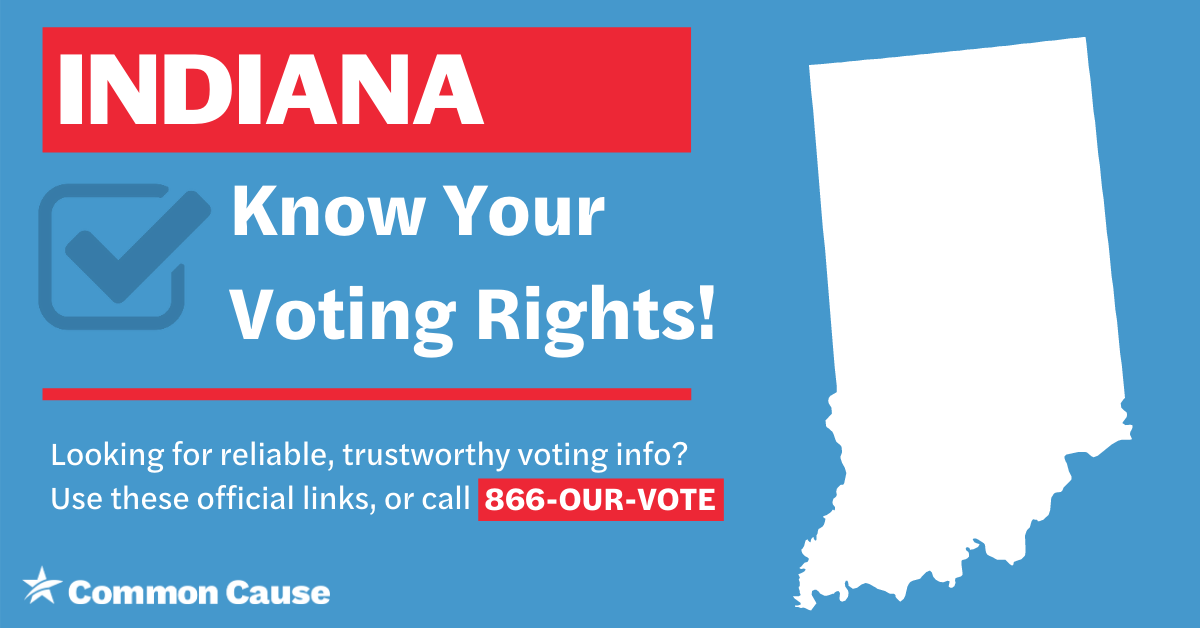 INDIANA
Know Your
Voting Rights!
Looking for reliable, trustworthy voting info?
Use these official links, or call 866-OUR-VOTE
Common Cause